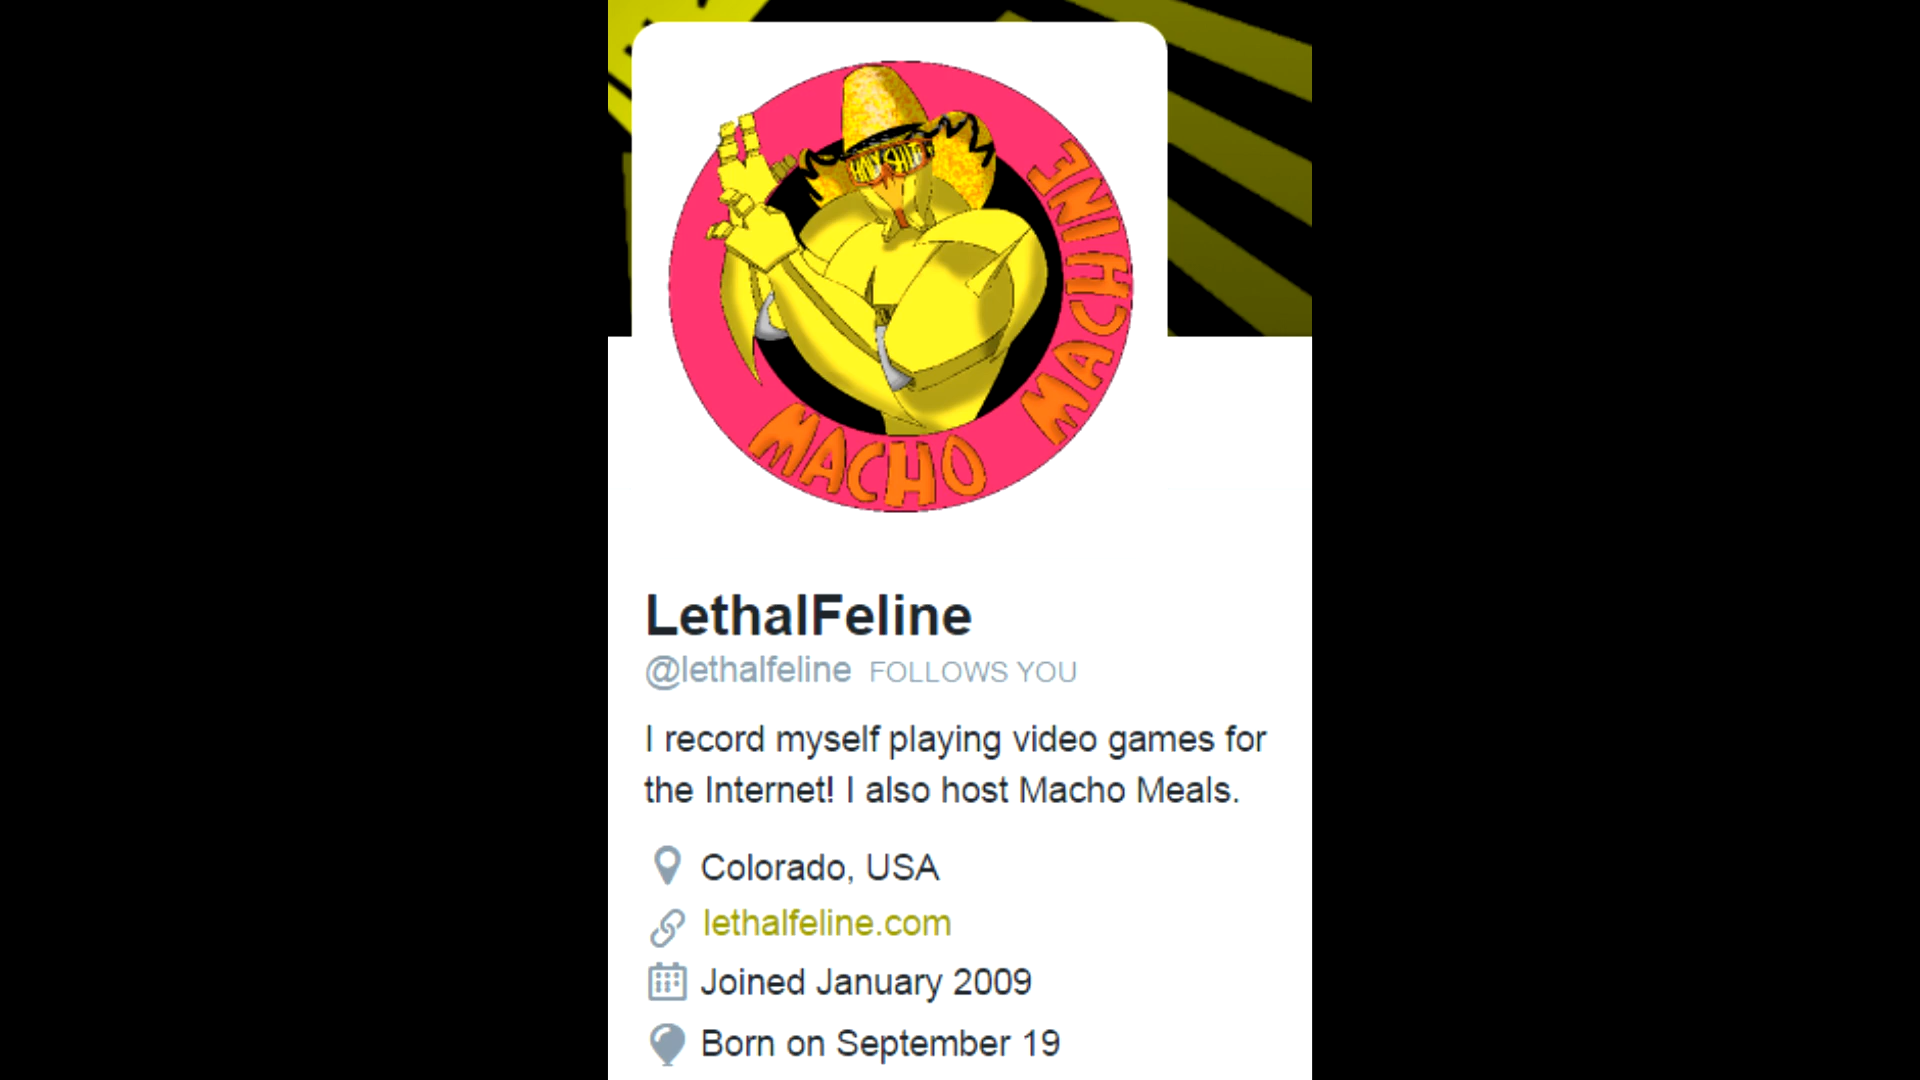 MACHO MACHINE
LethalFeline
@lethalfeline FOLLOWS YOU
I record myself playing video games for
the Internet! I also host Macho Meals.
Colorado, USA
lethalfeline.com
Joined January 2009
Born on September 19